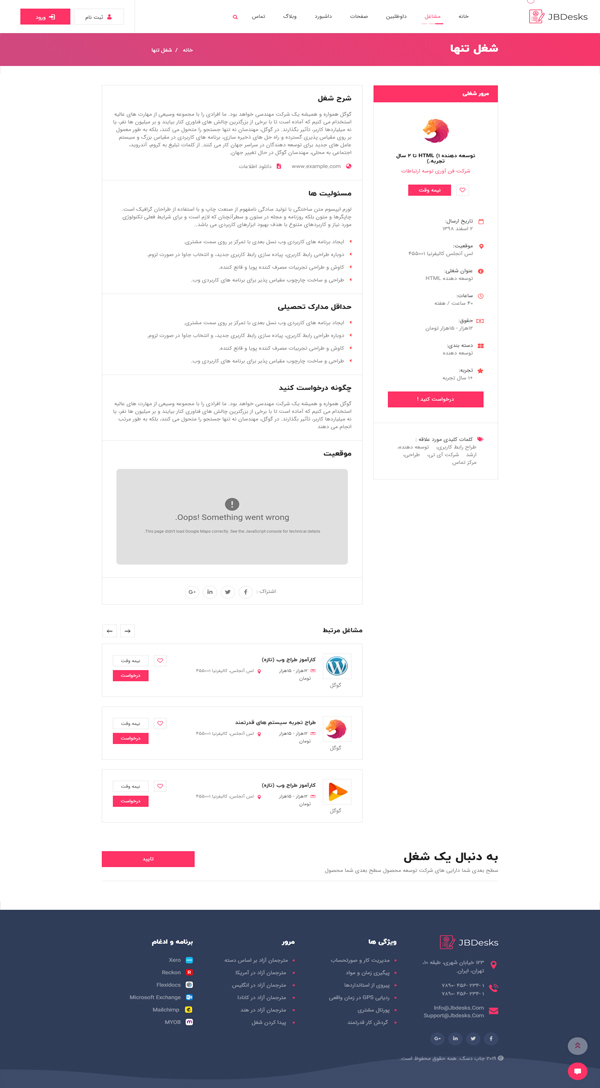 JBDesks
خانه
مشاغل
داوطلبین
صفحات
داشبورد
وبلاگ
تماس
ثبت نام
ورود
شغل تنها
خانه / شغل تنها
مرور شغلی
توسعه دهنده HTML (۱ تا ۲ سال تجربه.)
شرکت فن آوری توسه ارتباطات.
نیمه وقت
تاریخ ارسال:
۲ اسفند ۱۳۹۸
موقعیت:
لس آنجلس کالیفرنیا ۴۵۵۰۰۱
عنوان شغلی:
توسعه دهنده HTML
ساعات:
۴۰ ساعت / هفته
حقوق:
۱۲هزار - ۱۵هزار تومان
دسته بندی:
توسعه دهنده
تجربه:
۱۰ سال تجربه
درخواست کنید !
کلمات کلیدی مورد علاقه :
طراح رابط کاربری، توسعه دهنده،
ارشد شرکت آی تی، طراحی،
مرکز تماس
شرح شغل
گوگل همواره و همیشه یک شرکت مهندسی خواهد بود. ما افرادی را با مجموعه وسیعی از مهارت های عالیه
استخدام می کنیم که آماده است تا با برخی از بزرگترین چالش های فناوری کنار بیایند و بر میلیون ها نفر، یا
نه میلیاردها کاربر، تأثیر بگذارند. در گوگل، مهندسان نه تنها جستجو را متحول می کنند، بلکه به طور معمول
بر روی مقیاس پذیری گسترده و راه حل های ذخیره سازی، برنامه های کاربردی در مقیاس بزرگ و سیستم
عامل های جدید برای توسعه دهندگان در سراسر جهان کار می کنند. از کلمات تبلیغ به کروم، آندروید،
اجتماعی به محلی، مهندسان گوگل در حال تغییر جهان.
www.example.com
دانلود اطلاعات
مسئولیت ها
لورم ایپسوم متن ساختگی با تولید سادگی نامفهوم از صنعت چاپ و با استفاده از طراحان گرافیک است.
چاپگرها و متون بلکه روزنامه و مجله در ستون و سطرآنچنان که لازم است و برای شرایط فعلی تکنولوژی
مورد نیاز و کاربردهای متنوع با هدف بهبود ابزارهای کاربردی می باشد..
ایجاد برنامه های کاربردی وب نسل بعدی با تمرکز بر روی سمت مشتری.
دوباره طراحی رابط کاربری، پیاده سازی رابط کاربری جدید، و انتخاب جاوا در صورت لزوم.
کاوش و طراحی تجربیات مصرف کننده پویا و قانع کننده.
طراحی و ساخت چارچوب مقیاس پذیر برای برنامه های کاربردی وب.
حداقل مدارک تحصیلی
ایجاد برنامه های کاربردی وب نسل بعدی با تمرکز بر روی سمت مشتری.
دوباره طراحی رابط کاربری، پیاده سازی رابط کاربری جدید، و انتخاب جاوا در صورت لزوم.
کاوش و طراحی تجربیات مصرف کننده پویا و قانع کننده.
طراحی و ساخت چارچوب مقیاس پذیر برای برنامه های کاربردی وب.
چگونه درخواست کنید
گوگل همواره و همیشه یک شرکت مهندسی خواهد بود. ما افرادی را با مجموعه وسیعی از مهارت های عالیه
استخدام می کنیم که آماده است تا با برخی از بزرگترین چالش های فناوری کنار بیایند و بر میلیون ها نفر، یا
نه میلیاردها کاربر، تأثیر بگذارند. در گوگل، مهندسان نه تنها جستجو را متحول می کنند، بلکه به طور مرتب
انجام می دهند
موقعیت
Oops! Something went wrong.
This page didn't load Google Maps correctly. See the JavaScript console for technical details.
اشتراک :
مشاغل مرتبط
کارآموز طراح وب (تازه)
۱۲هزار - ۱۵هزار تومان
لس آنجلس، کالیفرنیا ۴۵۵۰۰۱
گوگل
نیمه وقت
درخواست
طراح تجربه سیستم های قدرتمند
۱۲هزار - ۱۵هزار تومان
لس آنجلس، کالیفرنیا ۴۵۵۰۰۱
گوگل
نیمه وقت
درخواست
کارآموز طراح وب (تازه)
۱۲هزار - ۱۵هزار تومان
لس آنجلس، کالیفرنیا ۴۵۵۰۰۱
گوگل
نیمه وقت
درخواست
به دنبال یک شغل
سطح بعدی شما دارایی های شرکت توسعه محصول سطح بعدی شما محصول
تایید
JBDesks
۱۲۳ خیابان شهری، طبقه ۱۰،
تهران، ایران.
۷۸۹۰ ۴۵۶ ۲۳۴-۱
۷۸۹۰ ۴۵۶ ۲۳۴-۱
Info@Jbdesks.Com
Support@Jbdesks.Com
ویژگی ها
مدیریت کار و صورتحساب
پیگیری زمان و مواد
پیروی از استانداردها
ردیابی GPS در زمان واقعی
پورتال مشتری
گردش کار قدرتمند
مرور
مترجمان آزاد بر اساس دسته
مترجمان آزاد در آمریکا
مترجمان آزاد در انگلیس
مترجمان آزاد در کانادا
مترجمان آزاد در هند
پیدا کردن شغل
برنامه و ادغام
Xero
Reckon
Flexidocs
Microsoft Exchange
Mailchimp
MYOB
© ۲۰۱۹ جاب دسک. همه حقوق محفوظ است.